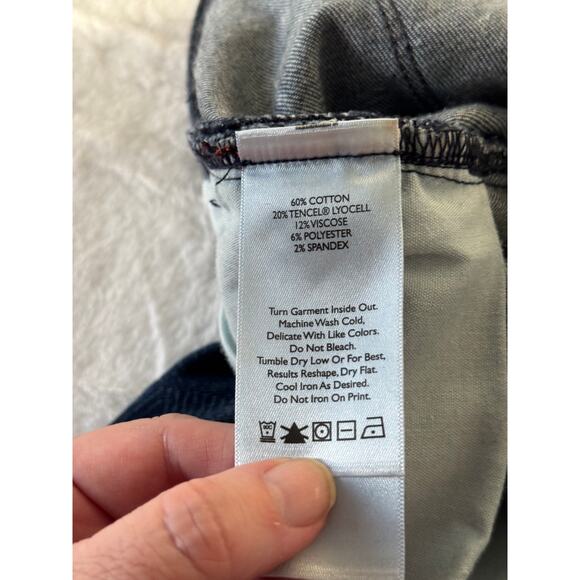 60% COTTON
20% TENCEL® LYOCELL
12% VISCOSE
6% POLYESTER
2% SPANDEX
Turn Garment Inside Out.
Machine Wash Cold,
Delicate With Like Colors.
Do Not Bleach.
Tumble Dry Low Or For Best,
Results Reshape, Dry Flat.
Cool Iron As Desired.
Do Not Iron On Print.